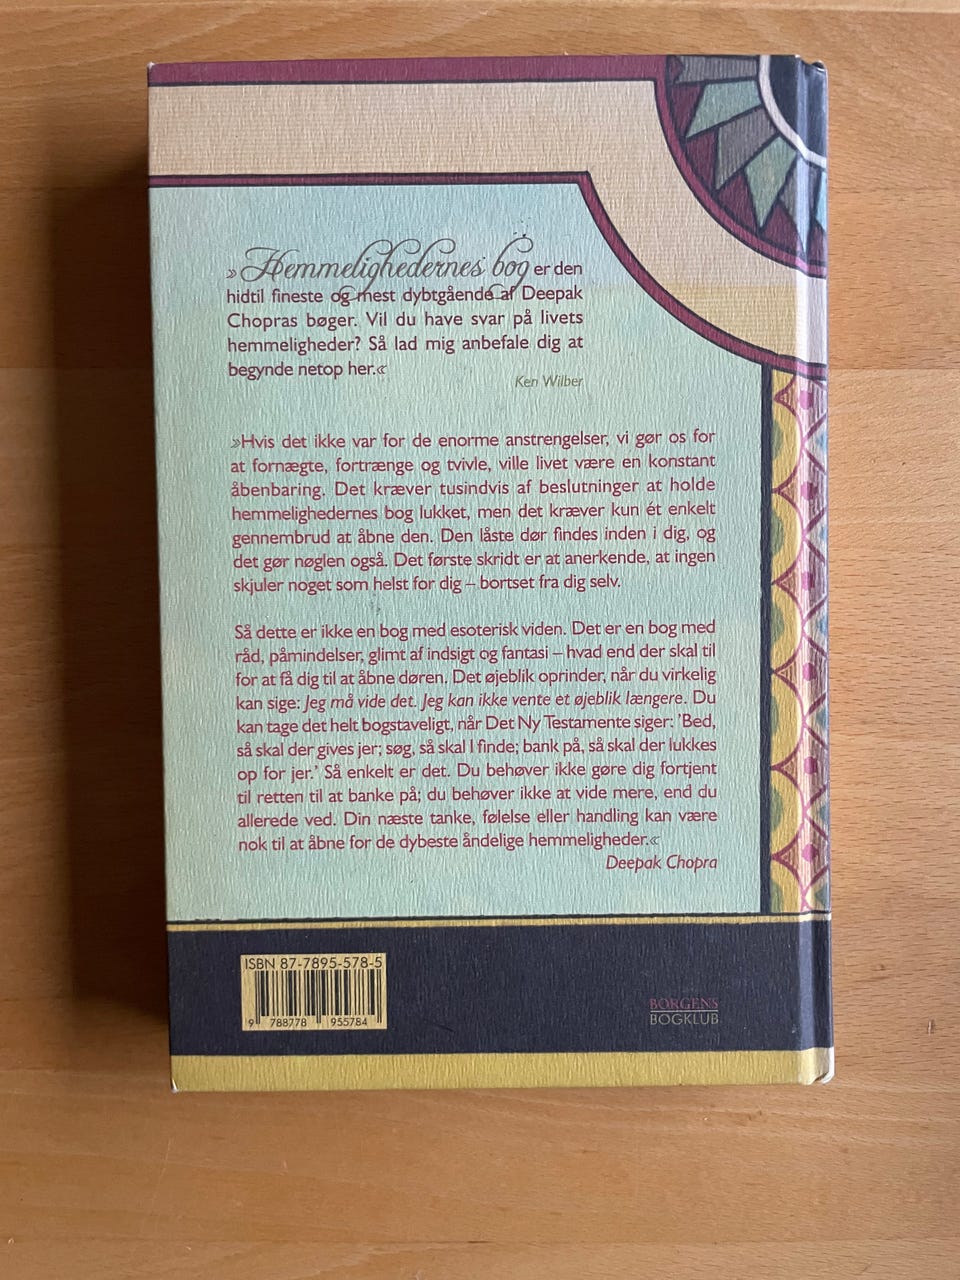 »Hemmelighedernes bog er den
hidtil fineste og mest dybtgående af Deepak
Chopras bøger. Vil du have svar på livets
hemmeligheder? Så lad mig anbefale dig at
begynde netop her.«
Ken Wilber
»Hvis det ikke var for de enorme anstrengelser, vi gør os for
at fornægte, fortrænge og tvivle, ville livet være en konstant
åbenbaring. Det kræver tusindvis af beslutninger at holde
hemmelighedernes bog lukket, men det kræver kun ét enkelt
gennembrud at åbne den. Den låste dør findes inden i dig, og
det gør nøglen også. Det første skridt er at anerkende, at ingen
skjuler noget som helst for dig – bortset fra dig selv.
Så dette er ikke en bog med esoterisk viden. Det er en bog med
råd, påmindelser, glimt af indsigt og fantasi – hvad end der skal til
for at få dig til at åbne døren. Det øjeblik oprinder, når du virkelig
kan sige: Jeg må vide det. Jeg kan ikke vente et øjeblik længere. Du
kan tage det helt bogstaveligt, når Det Ny Testamente siger: 'Bed,
så skal der gives jer; søg, så skal I finde; bank på, så skal der lukkes
op for jer.' Så enkelt er det. Du behøver ikke gøre dig fortjent
til retten til at banke på; du behøver ikke at vide mere, end du
allerede ved. Din næste tanke, følelse eller handling kan være
nok til at åbne for de dybeste åndelige hemmeligheder.«
Deepak Chopra
ISBN 87-7895-578-5
9 788778 955784
BORGENS
BOGKLUB